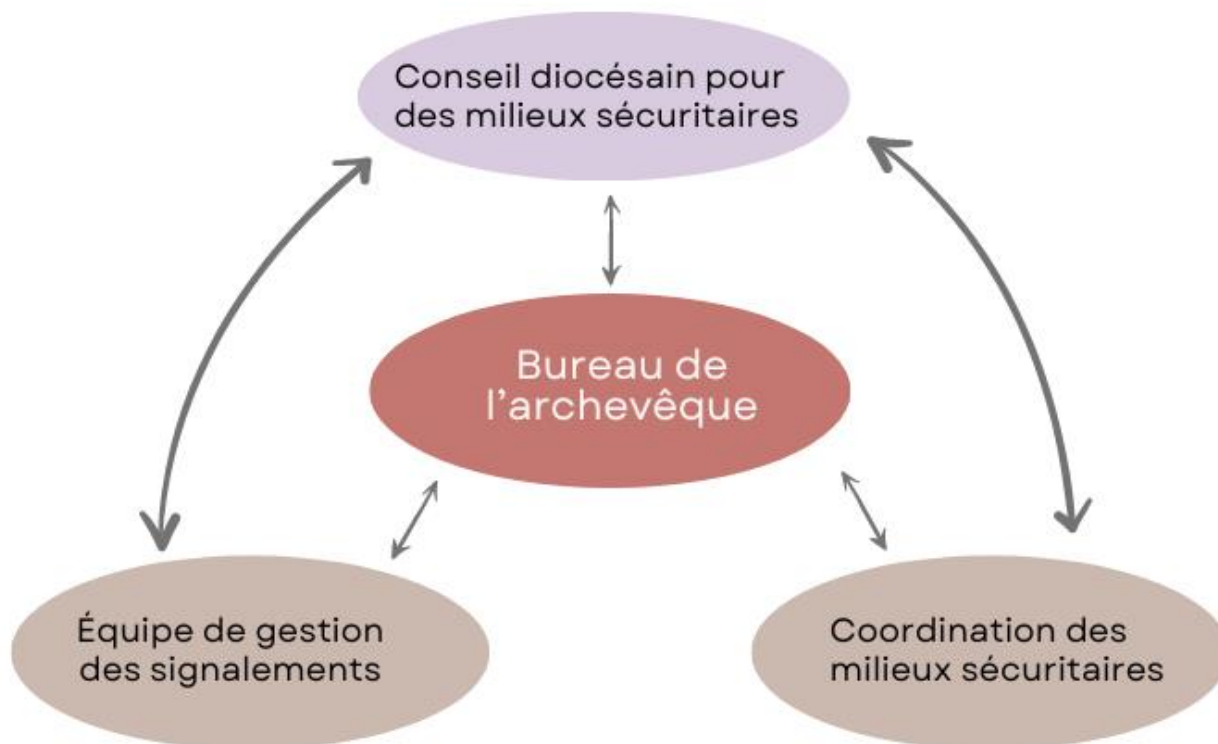 Conseil diocésain pour
des milieux sécuritaires
Bureau de
l'archevêque
Équipe de gestion
des signalements
Coordination des
milieux sécuritaires